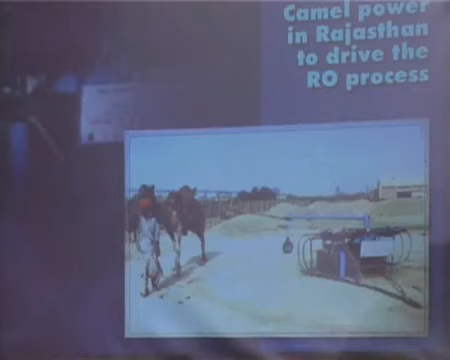 Camel power
in Rajasthan
to drive the
RO process